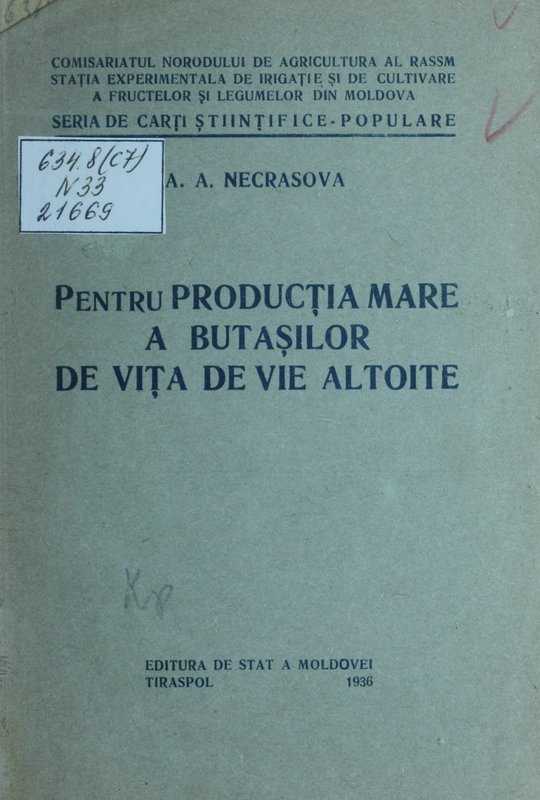 COMISARIATUL NORODULUI DE AGRICULTURA AL RASSM
STAȚIA EXPERIMENTALA DE IRIGAȚIE ȘI DE CULTIVARE
A FRUCTELOR ȘI LEGUMELOR DIN MOLDOVA
SERIA DE CARȚI ȘTIINȚIFICE-POPULARE
634.8(C7)
N33
21669
A. A. NECRASOVA
PENTRU PRODUCȚIA MARE
A BUTAȘILOR
DE VIȚA DE VIE ALTOITE
EDITURA DE STAT A MOLDOVEI
TIRASPOL 1936